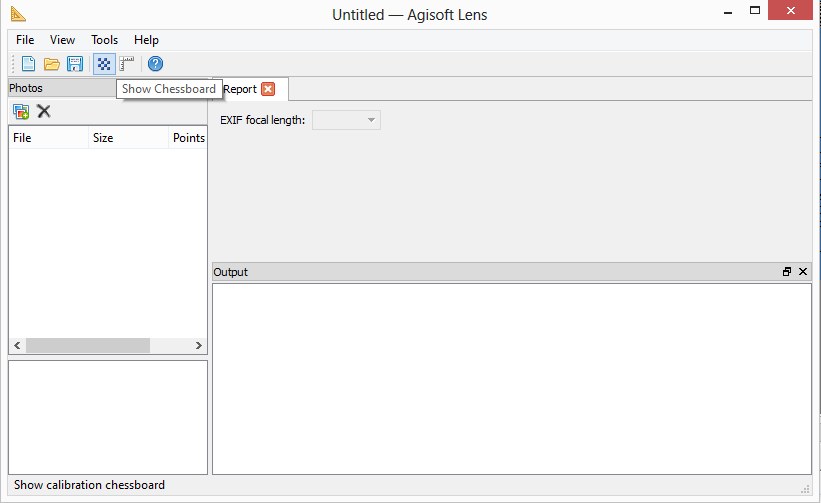 Untitled — Agisoft Lens
File View Tools Help
Photos
Show Chessboard
Report
EXIF focal length:
File Size Points
Output
Show calibration chessboard